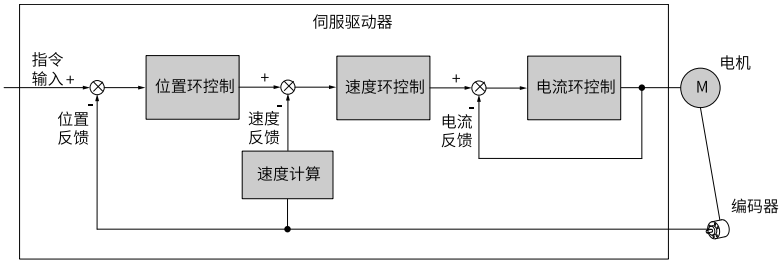 伺服驱动器
指令
输入
+
-
位置
反馈
位置环控制
+
-
速度
反馈
速度环控制
+
-
电流
反馈
电流环控制
电机
M
速度计算
编码器